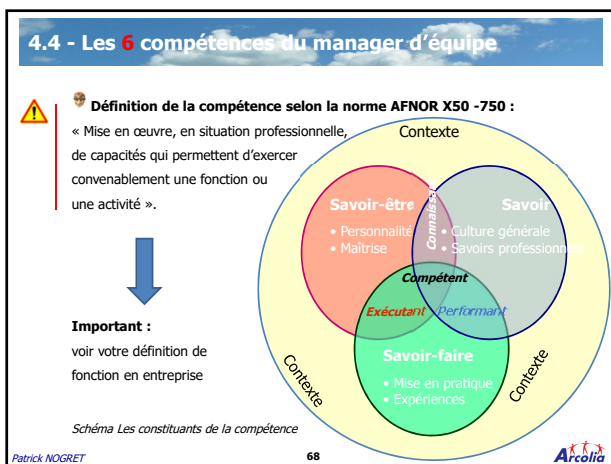 4.4 - Les 6 compétences du manager d'équipe
Définition de la compétence selon la norme AFNOR X50 -750 :
« Mise en œuvre, en situation professionnelle,
de capacités qui permettent d'exercer
convenablement une fonction ou
une activité ».
Important :
voir votre définition de
fonction en entreprise
Schéma Les constituants de la compétence
Contexte
Savoir-être
• Personnalité
• Maîtrise
Connaissan
Savoir
• Culture générale
• Savoirs professionnels
Compétent
Exécutant
Performant
Savoir-faire
• Mise en pratique
• Expériences
Contexte
Contexte
Patrick NOGRET
68
Arcolia